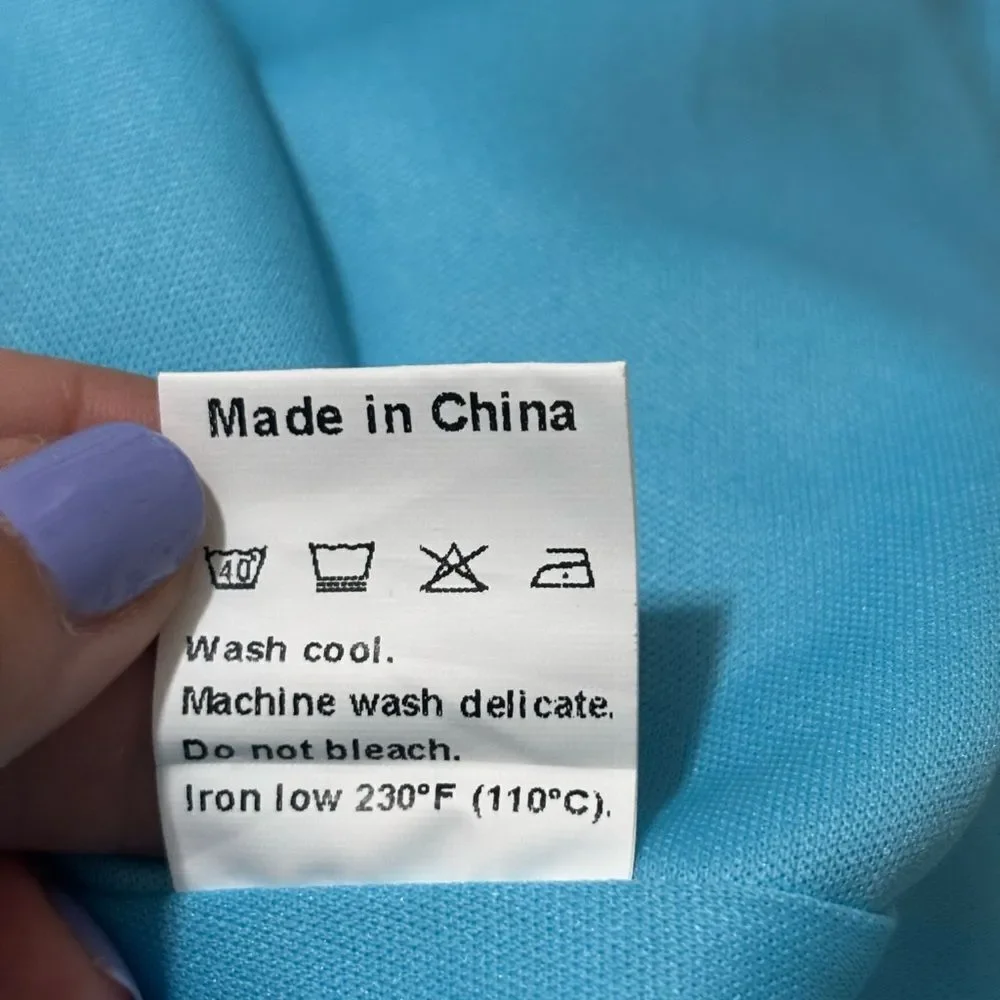 Made in China
40°
Wash cool.
Machine wash delicate.
Do not bleach.
Iron low 230°F (110°C).